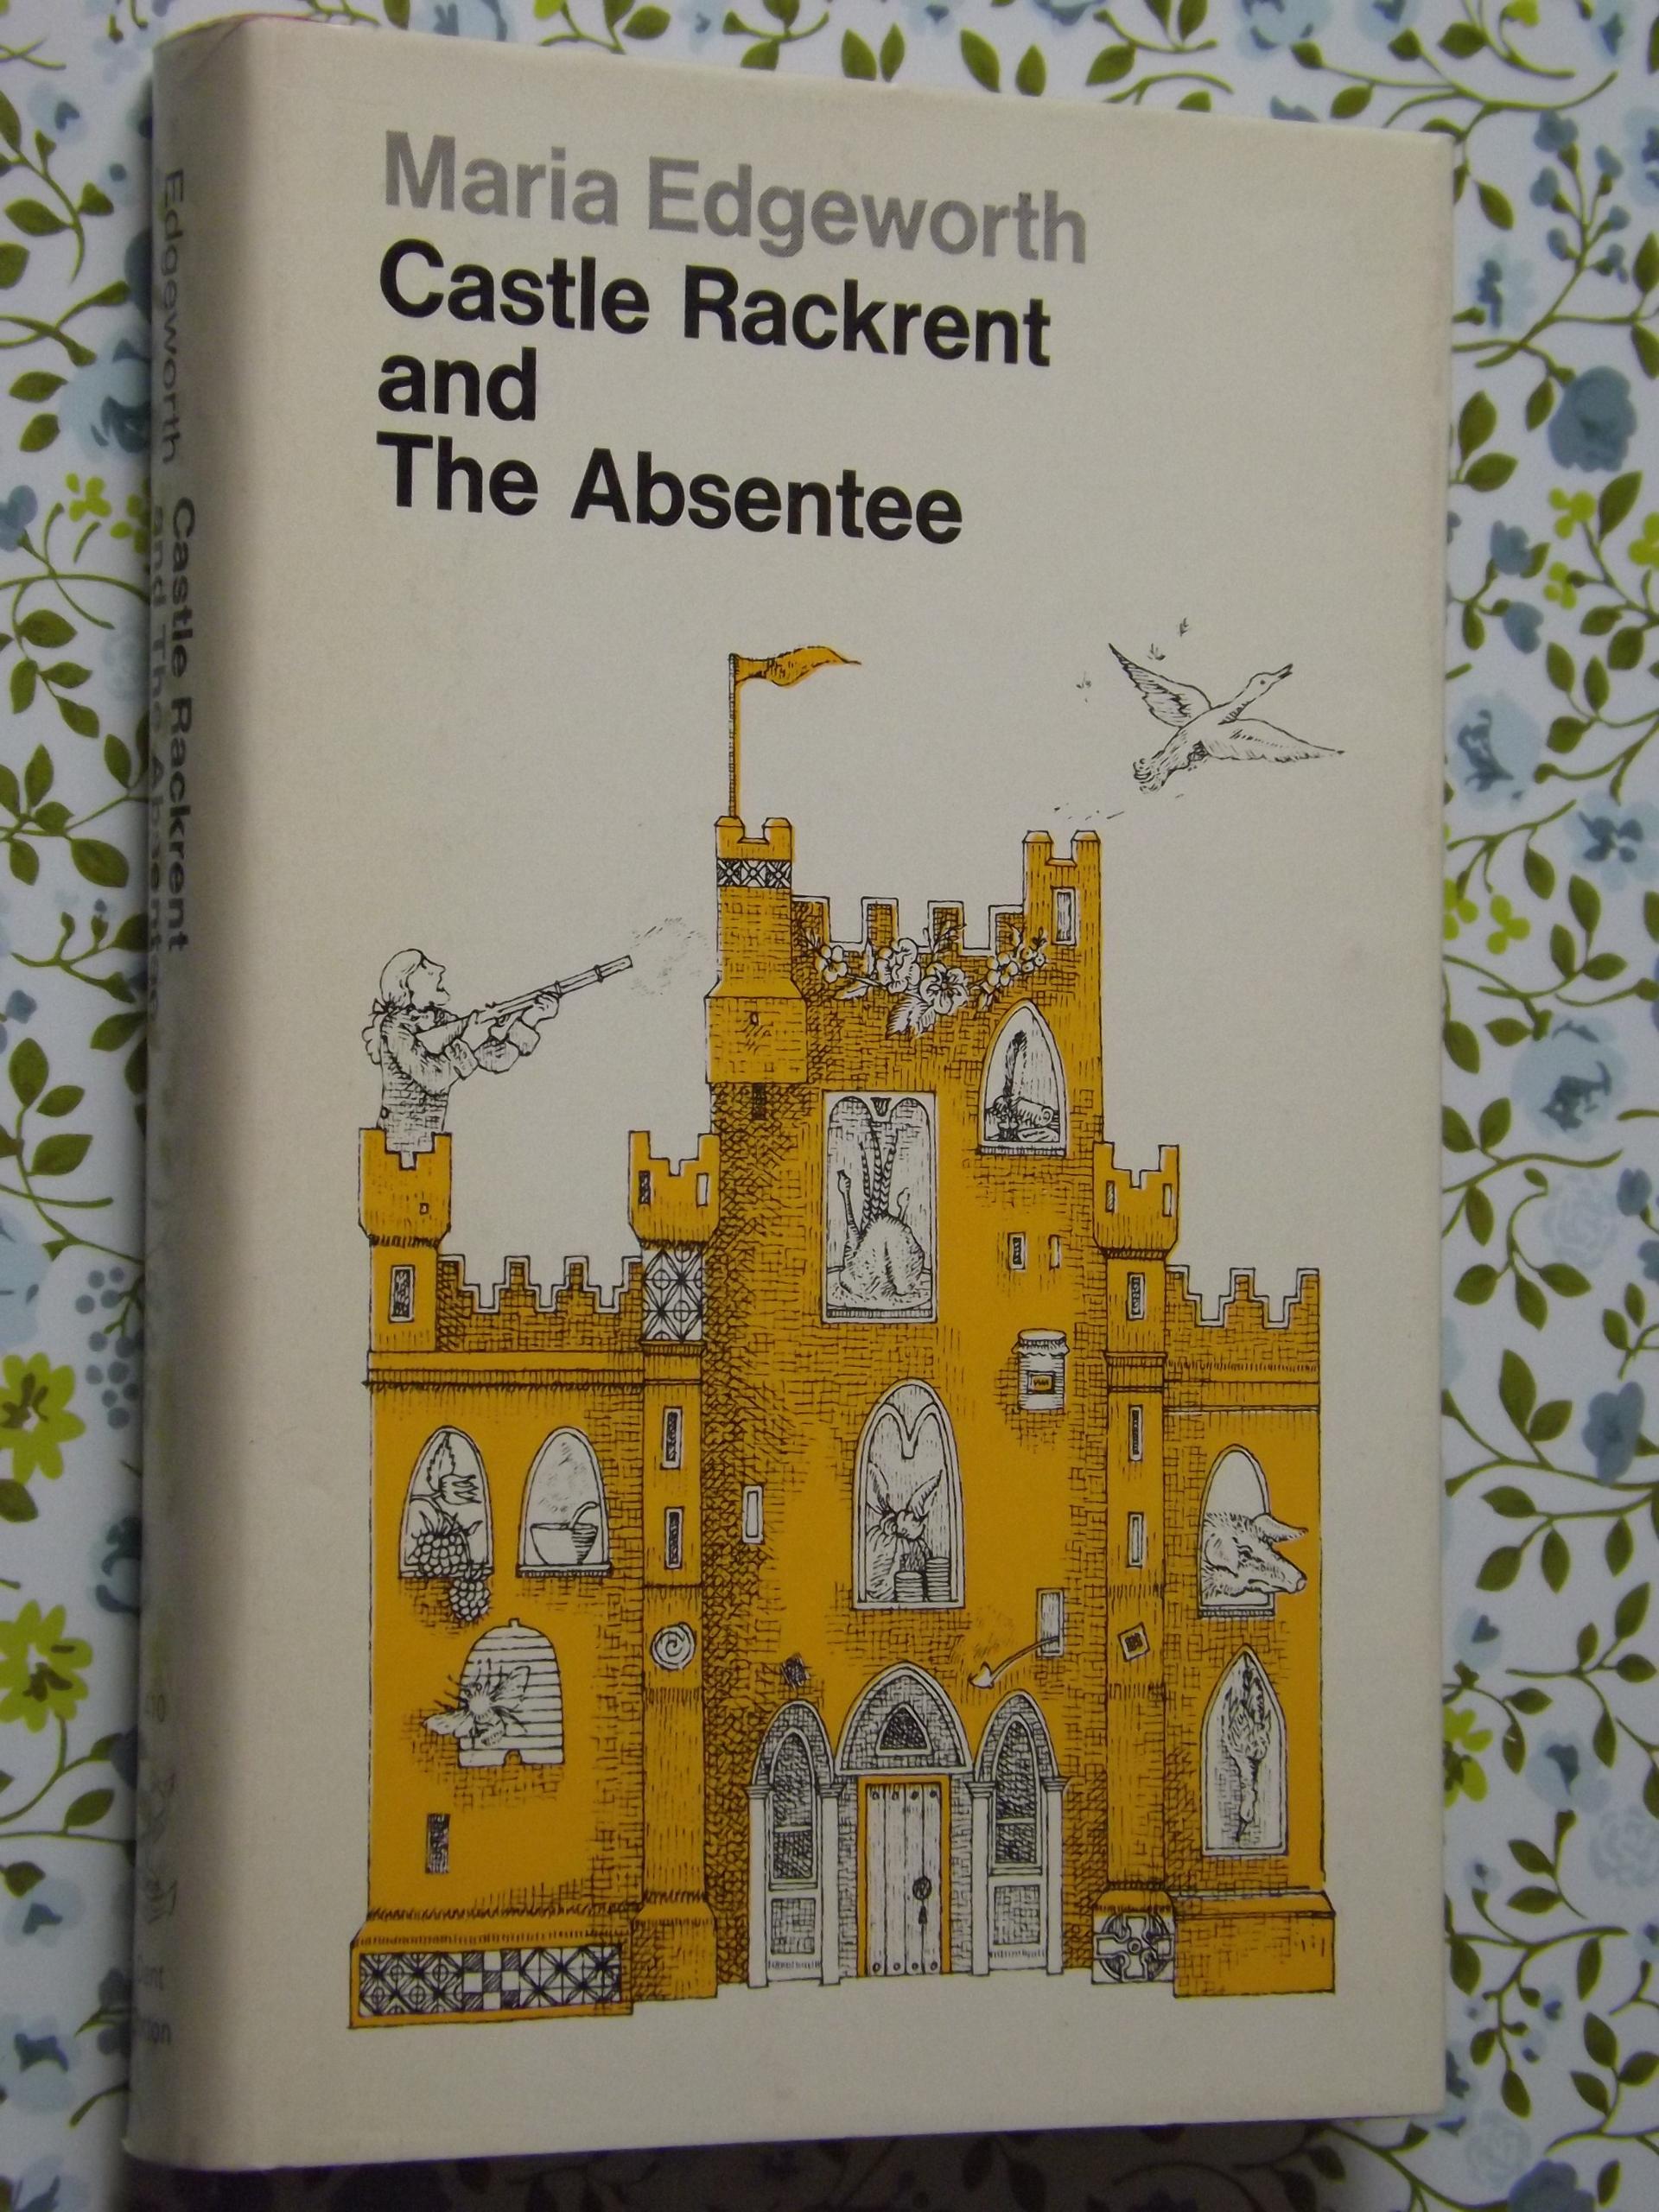 Maria Edgeworth
Castle Rackrent
and
The Absentee
Edgeworth
Castle Rackrent
and The Absentee